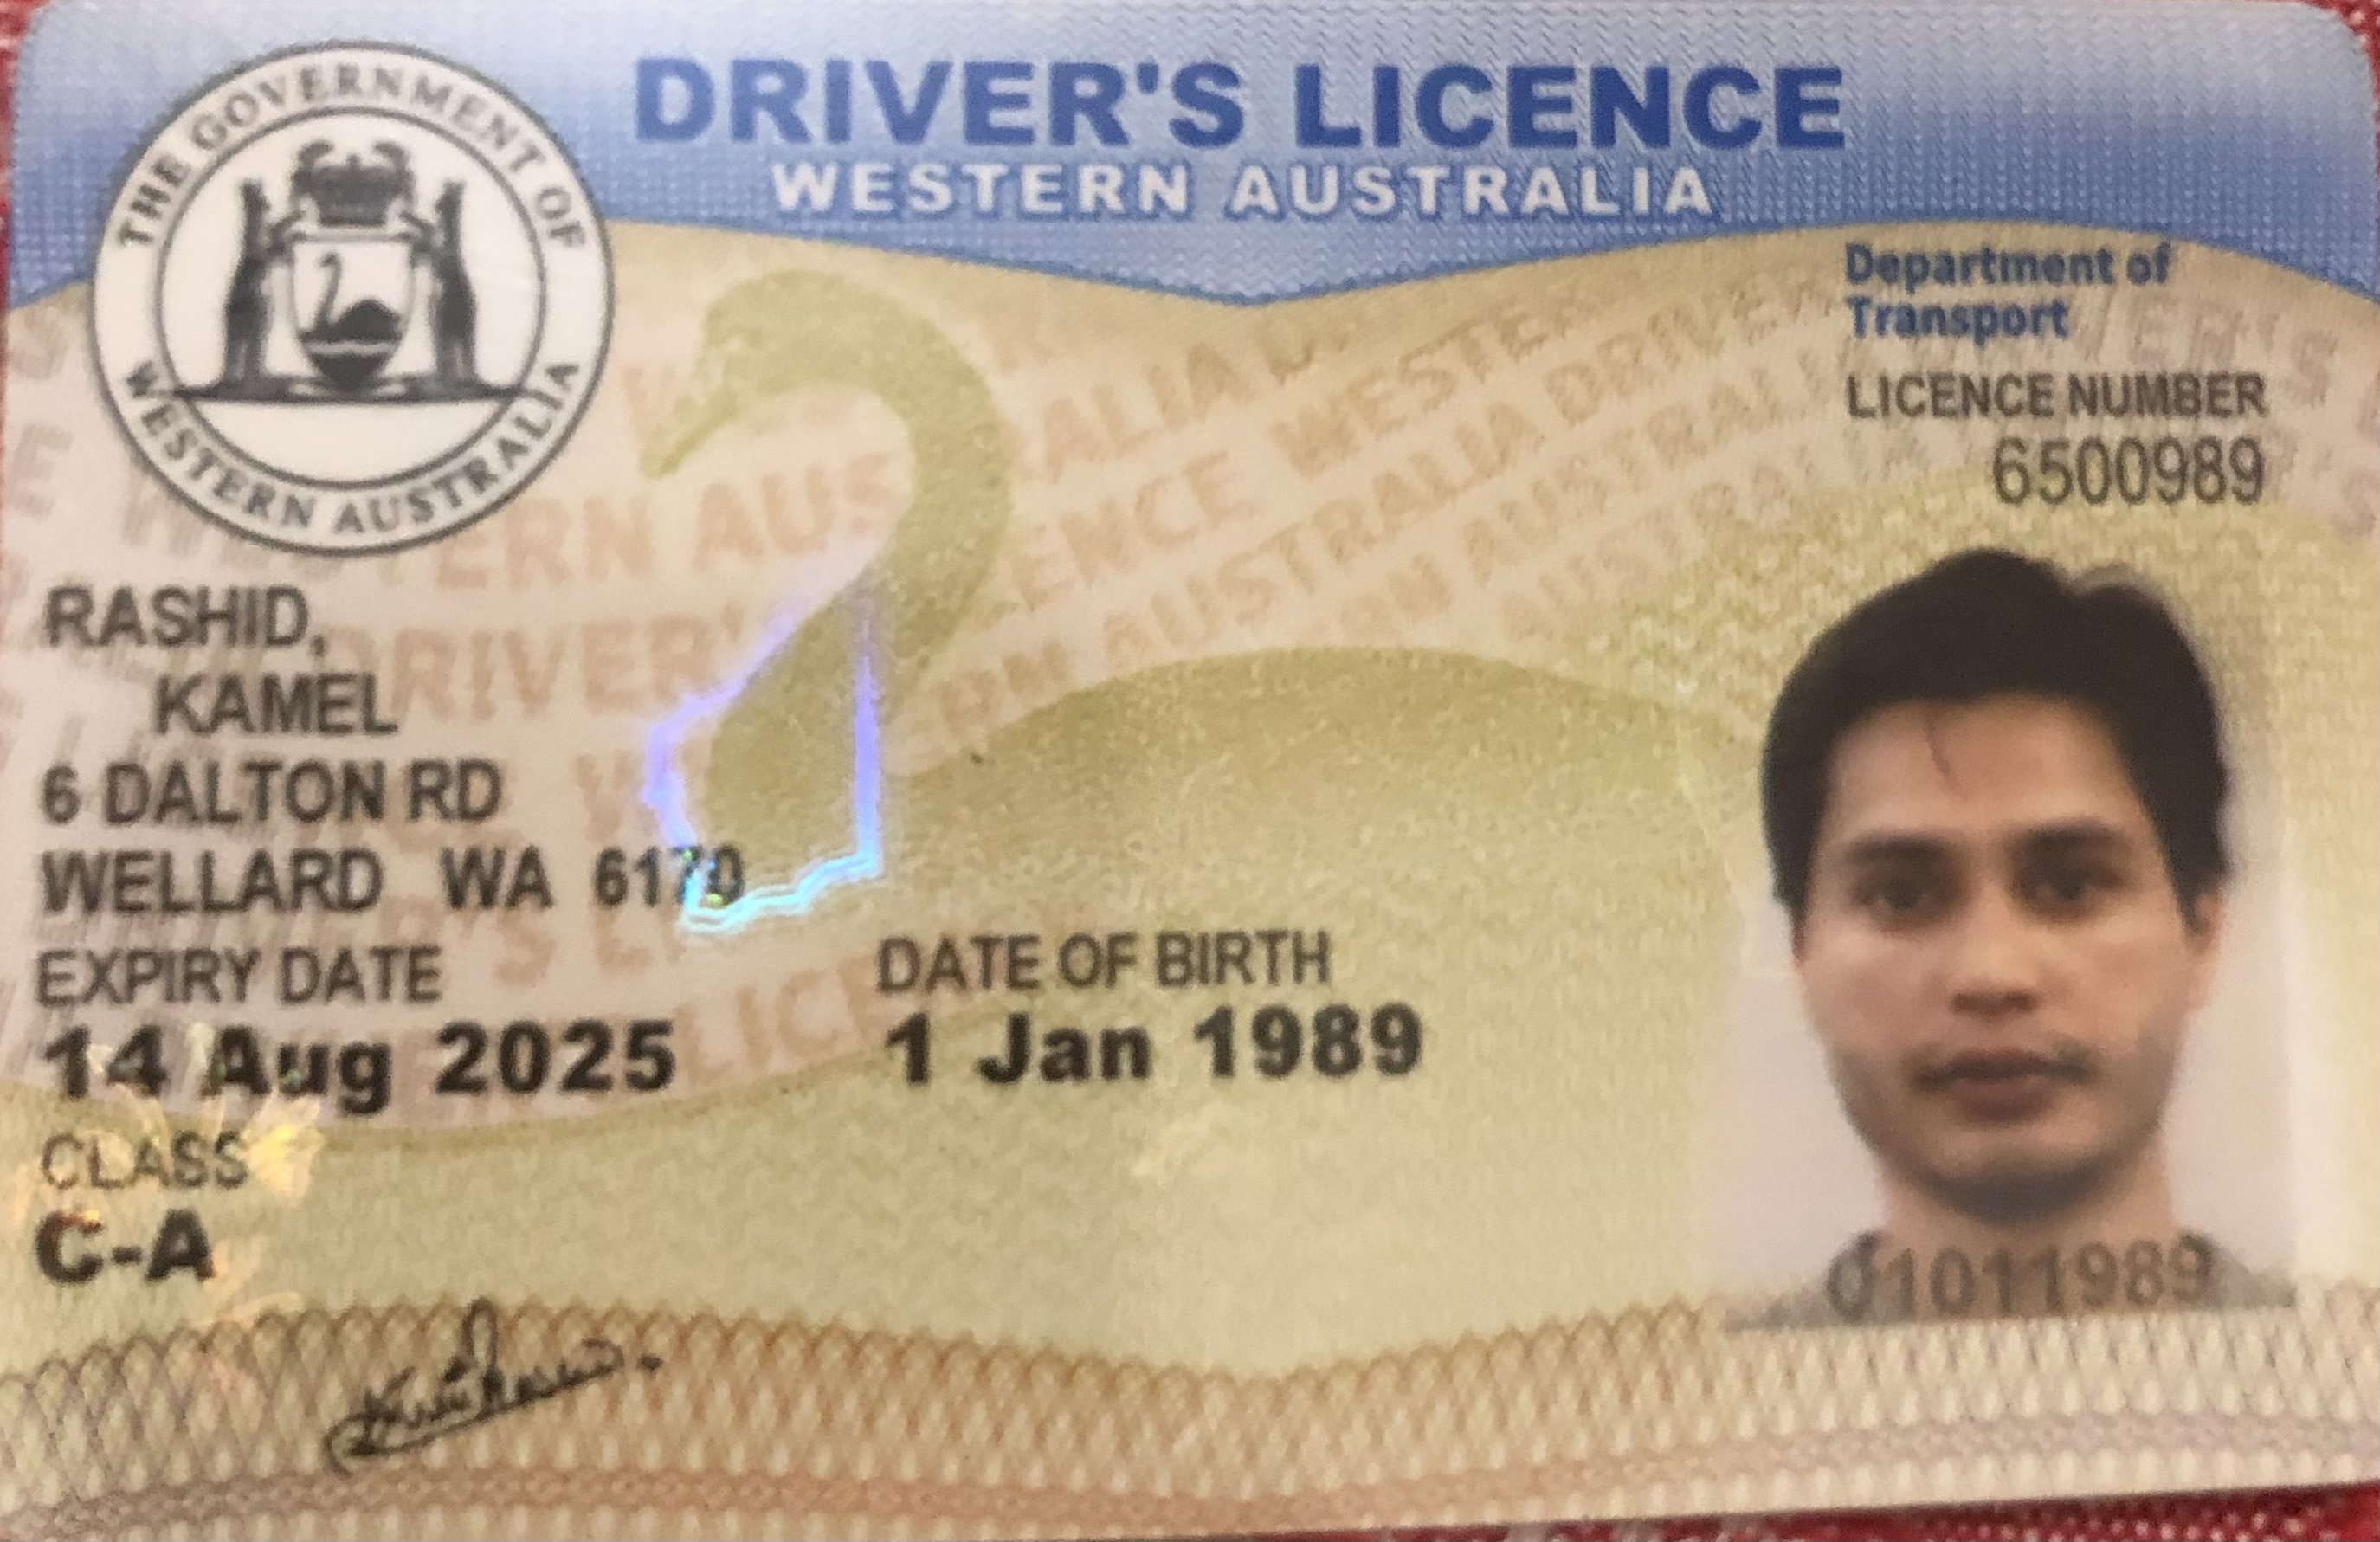 THE GOVERNMENT OF
WESTERN AUSTRALIA
DRIVER'S LICENCE
WESTERN AUSTRALIA
Department of
Transport
LICENCE NUMBER
6500989
RASHID,
KAMEL
6 DALTON RD
WELLARD WA 6170
EXPIRY DATE
14 Aug 2025
DATE OF BIRTH
1 Jan 1989
CLASS
C-A
01011989